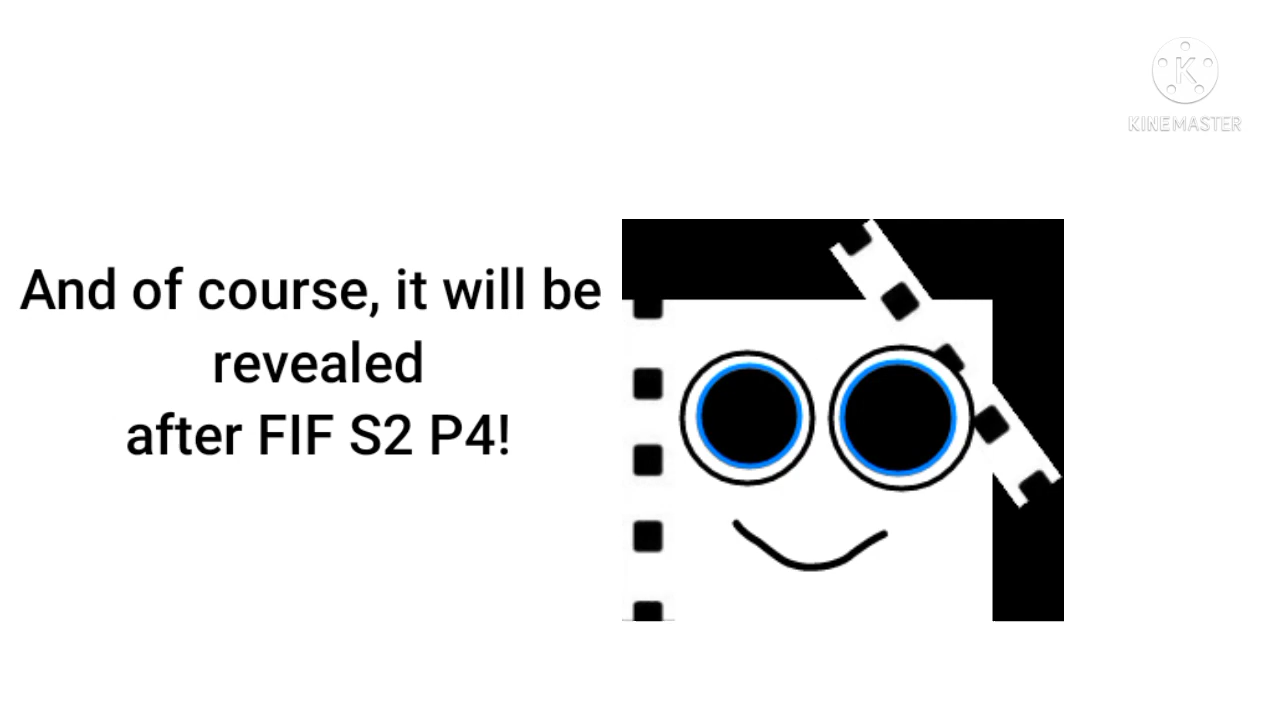 KINEMASTER
And of course, it will be
revealed
after FIF S2 P4!